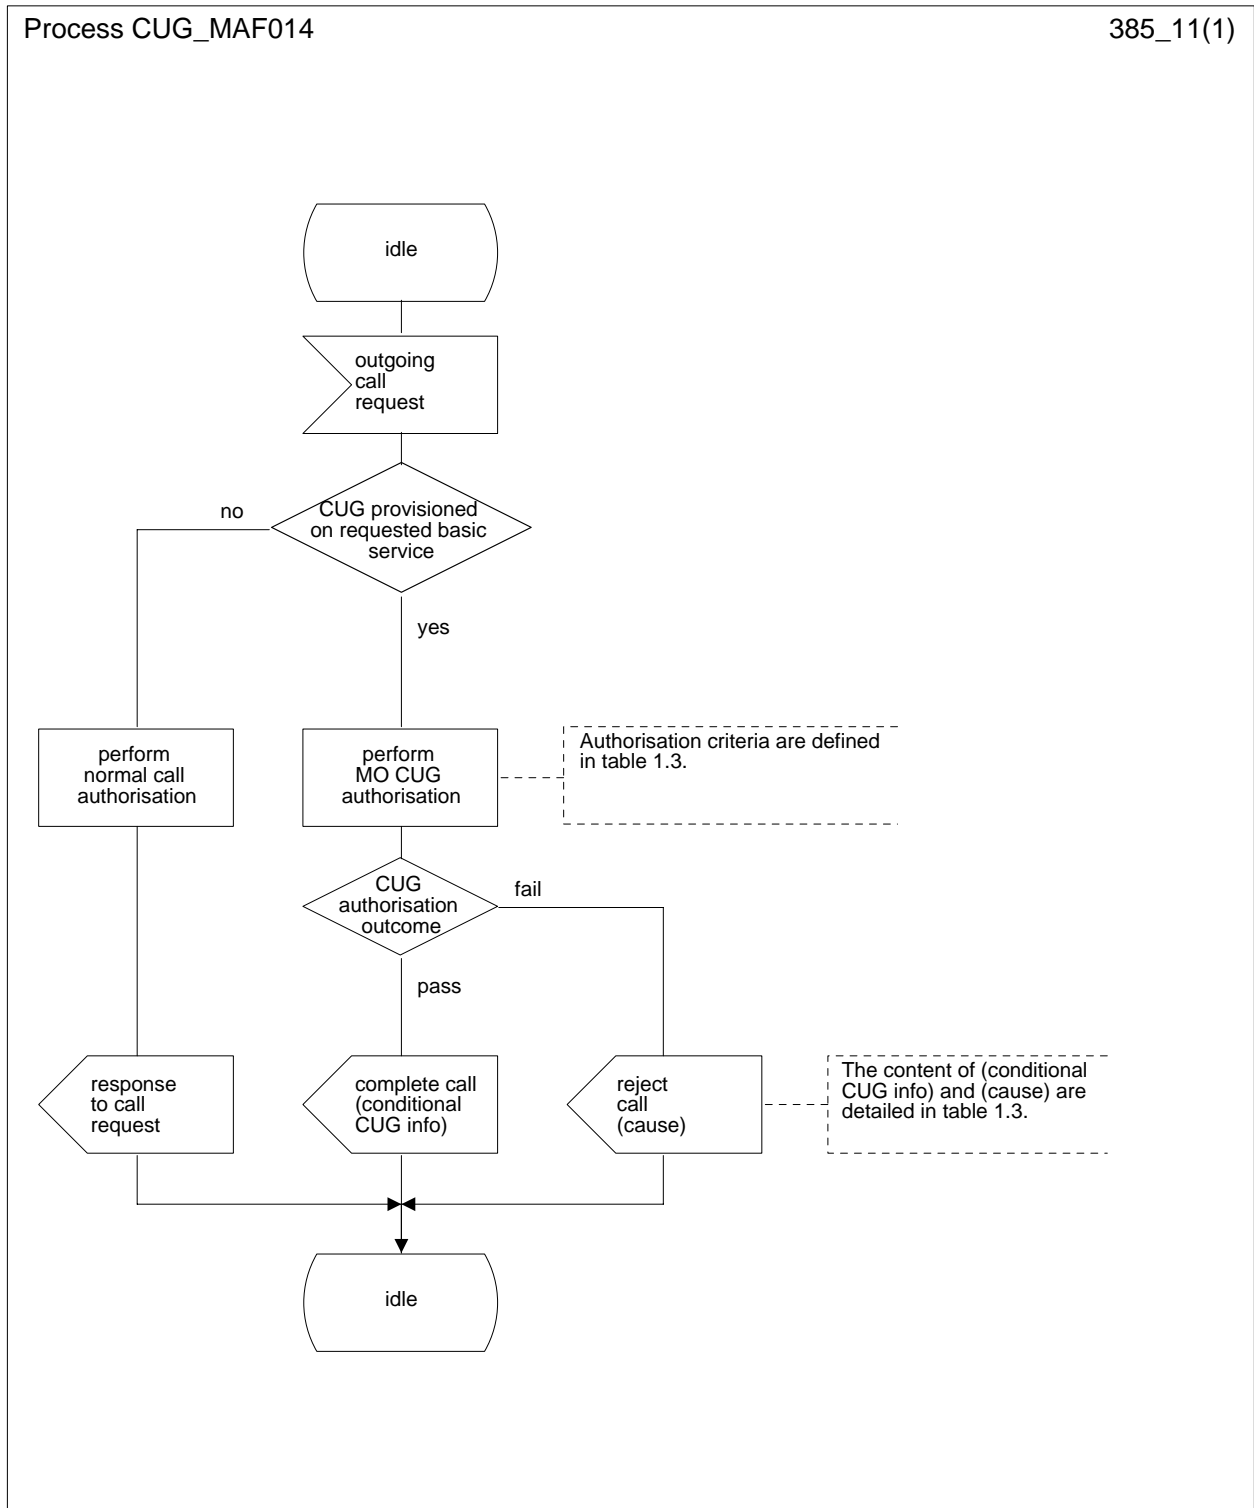 Process CUG_MAF014
385_11(1)
idle
outgoing
call
request
CUG provisioned
on requested basic
service
no
yes
perform
normal call
authorisation
perform
MO CUG
authorisation
Authorisation criteria are defined
in table 1.3.
CUG
authorisation
outcome
fail
pass
response
to call
request
complete call
(conditional
CUG info)
reject
call
(cause)
The content of (conditional
CUG info) and (cause) are
detailed in table 1.3.
idle